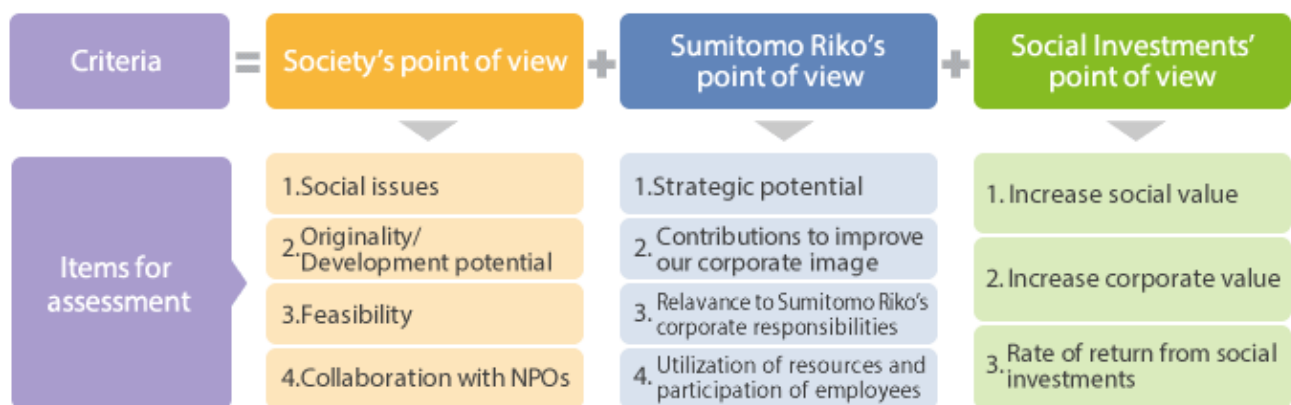 Criteria
=
Society's point of view
+
Sumitomo Riko's
point of view
+
Social Investments'
point of view
Items for
assessment
1.Social issues
2.Originality/
Development potential
3.Feasibility
4.Collaboration with NPOs
1.Strategic potential
2.Contributions to improve
our corporate image
3.Relavance to Sumitomo Riko's
corporate responsibilities
4.Utilization of resources and
participation of employees
1. Increase social value
2. Increase corporate value
3. Rate of return from social
investments